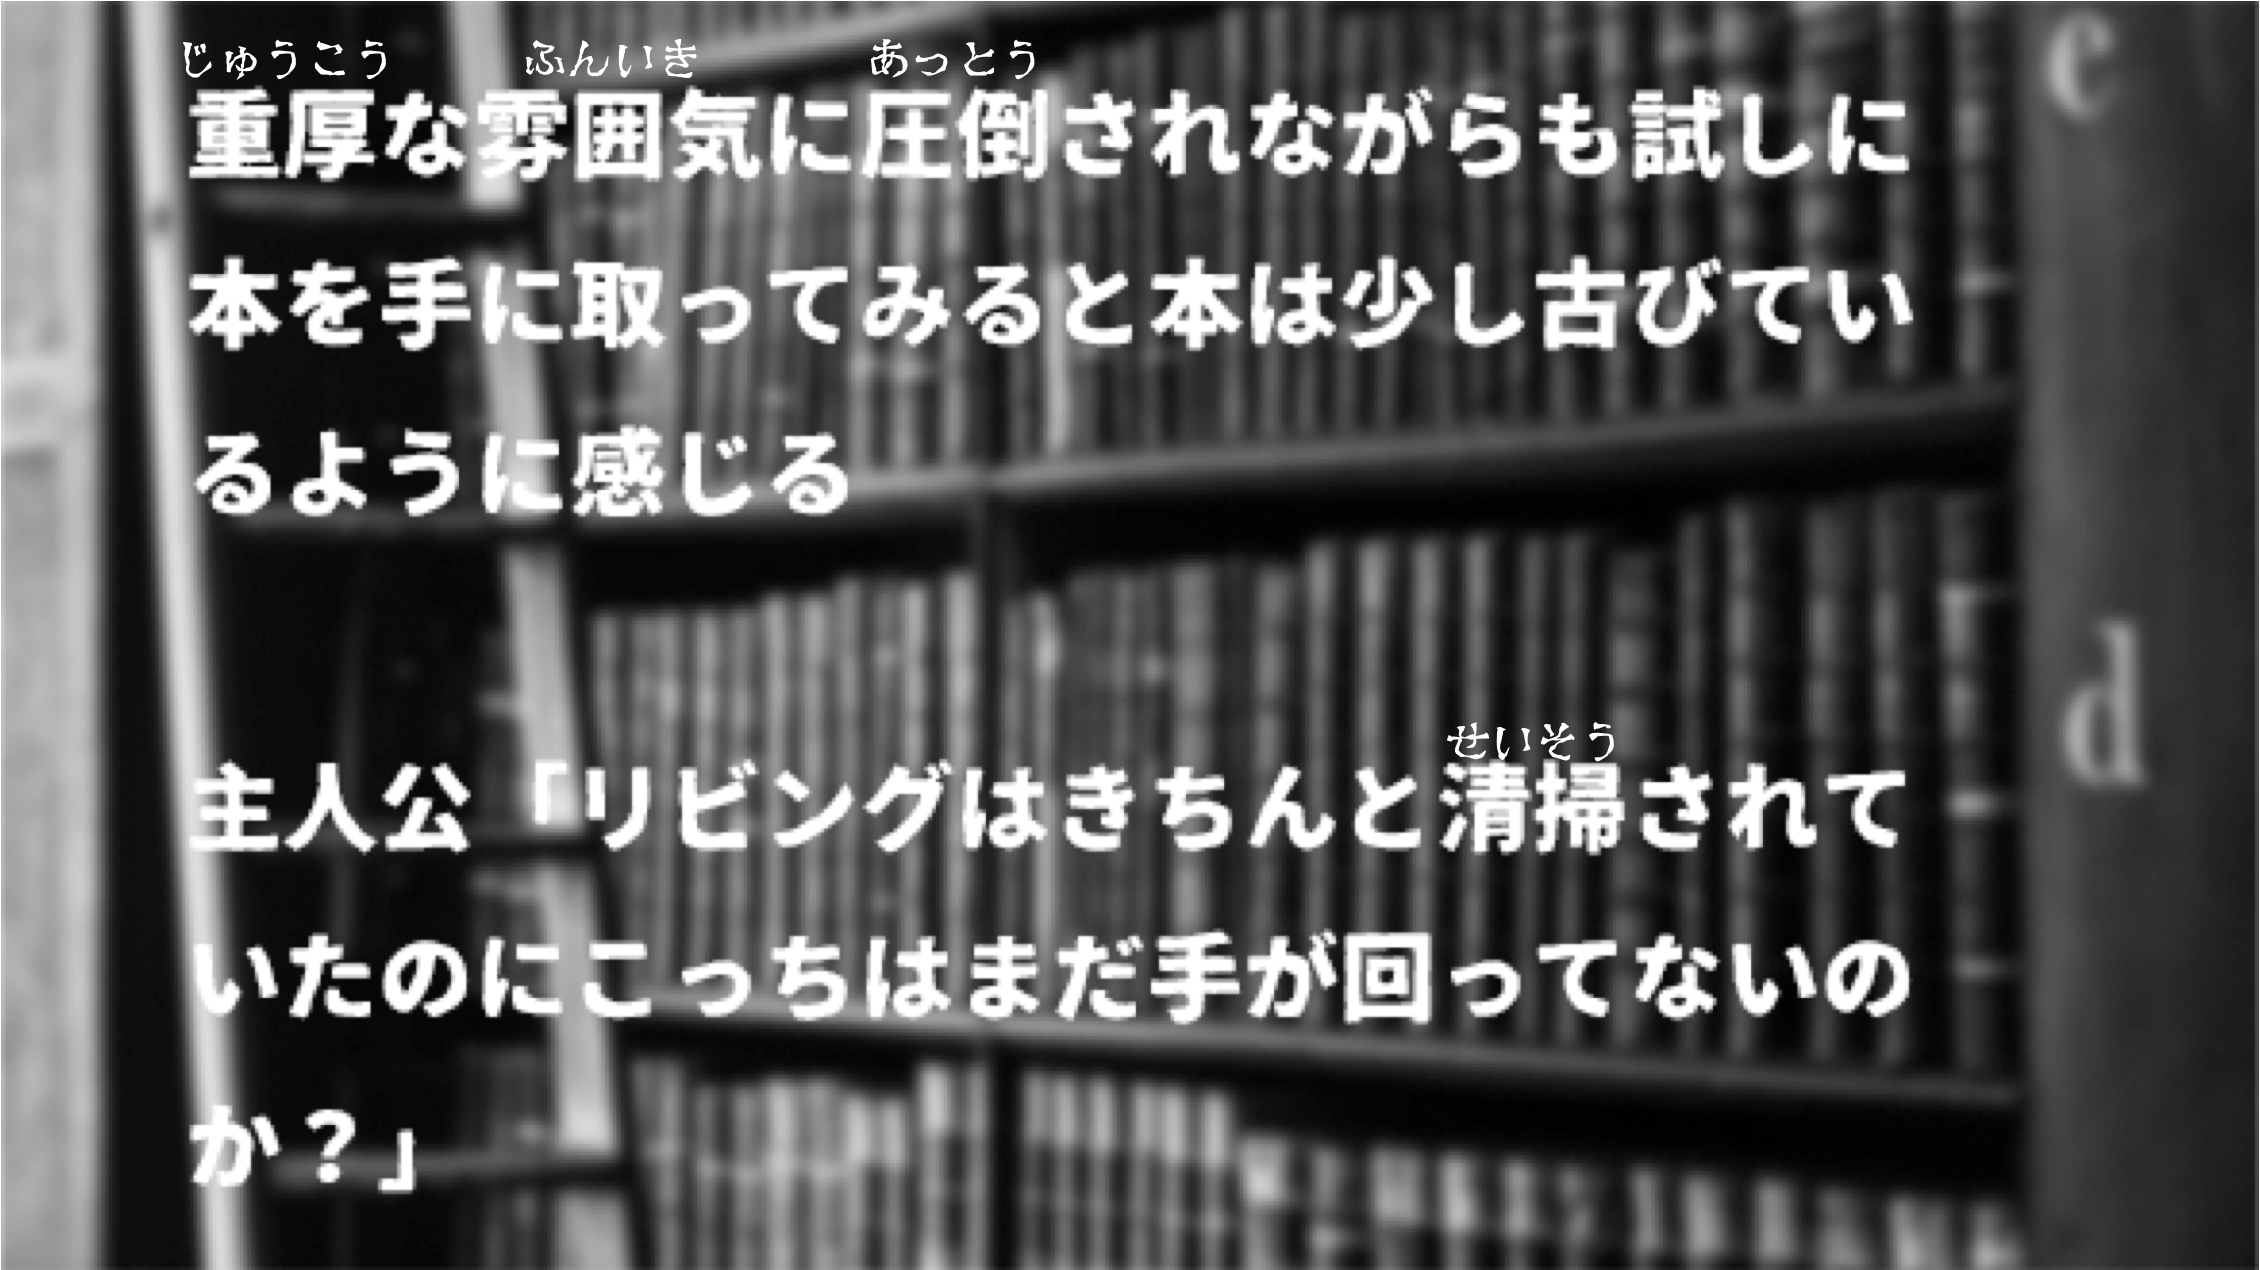 じゅうこう ふんいき あっとう
重厚な雰囲気に圧倒されながらも試しに
本を手に取ってみると本は少し古びてい
るように感じる
せいそう
主人公「リビングはきちんと清掃されて
いたのにこっちはまだ手が回ってないの
か？」
c
d